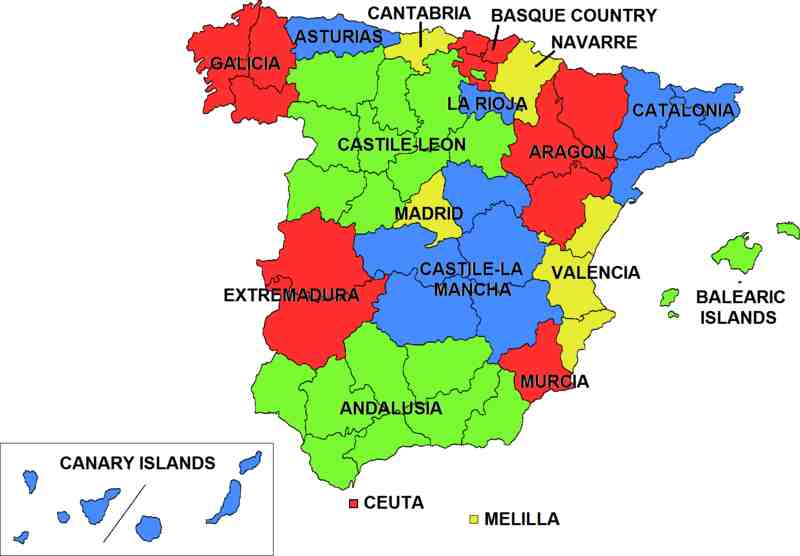 CANTABRIA
BASQUE COUNTRY
ASTURIAS
NAVARRE
GALICIA
LA RIOJA
CATALONIA
CASTILE-LEON
ARAGON
MADRID
CASTILE-LA
MANCHA
VALENCIA
EXTREMADURA
BALEARIC
ISLANDS
MURCIA
ANDALUSIA
CANARY ISLANDS
CEUTA
MELILLA